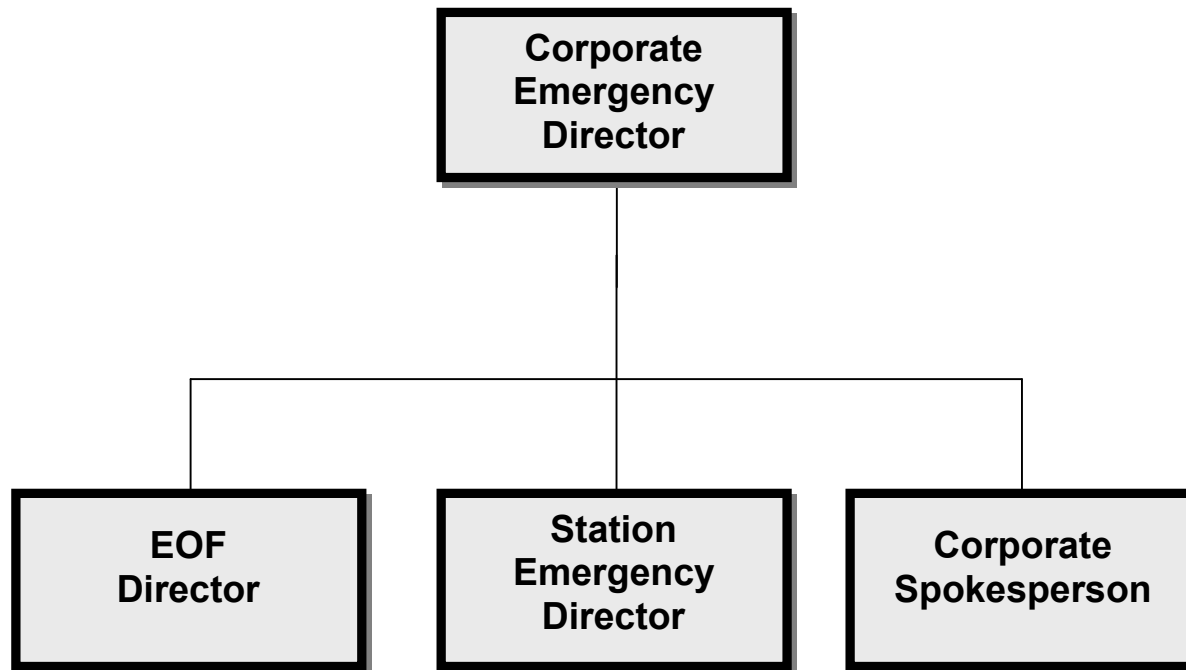 Corporate
Emergency
Director
EOF
Director
Station
Emergency
Director
Corporate
Spokesperson